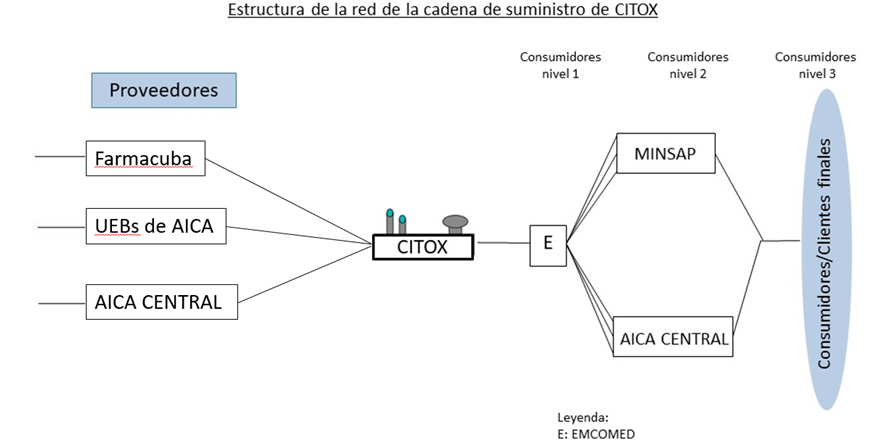 Estructura de la red de la cadena de suministro de CITOX
Consumidores
nivel 1
Consumidores
nivel 2
Consumidores
nivel 3
Proveedores
Farmacuba
UEBs de AICA
AICA CENTRAL
CITOX
E
MINSAP
AICA CENTRAL
Consumidores/Clientes finales
Leyenda:
E: EMCOMED